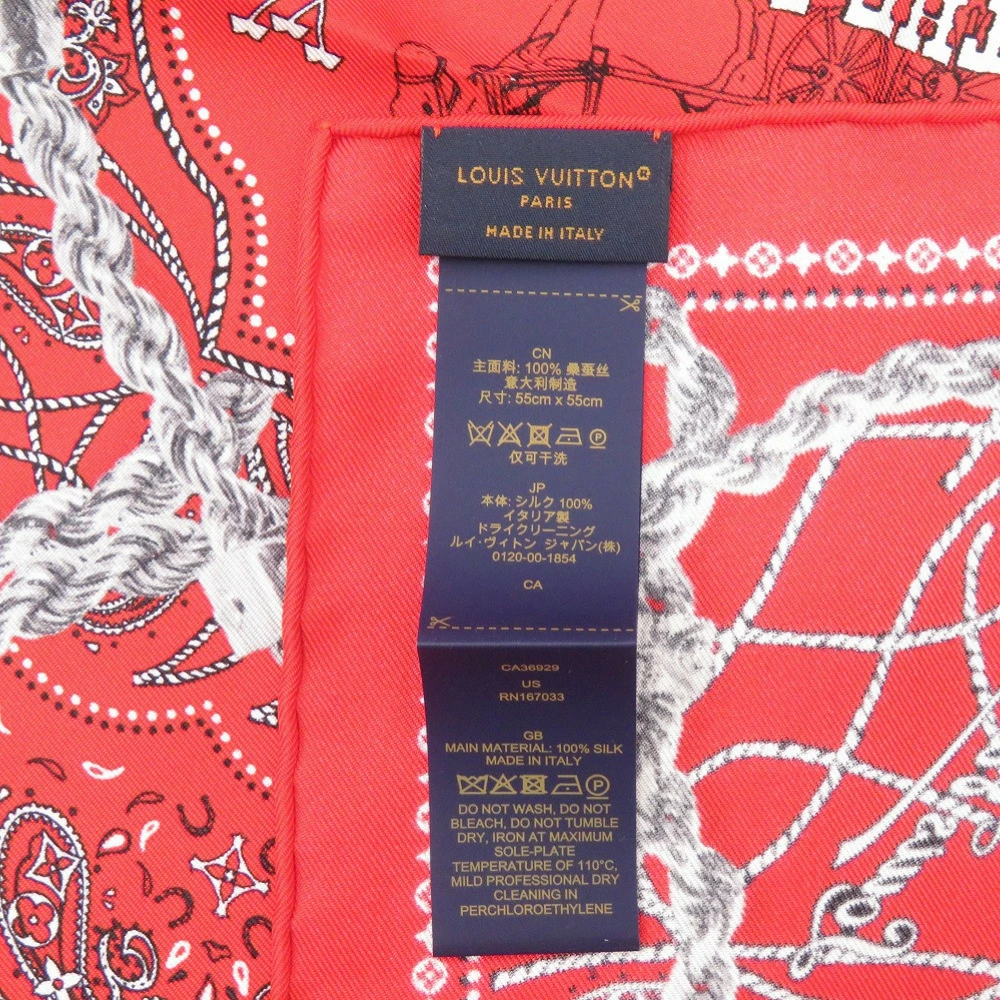 LOUIS VUITTON®
PARIS
MADE IN ITALY
CN
主面料: 100% 桑蚕丝
意大利制造
尺寸: 55cm x 55cm
P
仅可干洗
JP
本体: シルク 100%
イタリア製
ドライクリーニング
ルイ・ヴィトン ジャパン(株)
0120-00-1854
CA
CA36929
US
RN167033
GB
MAIN MATERIAL: 100% SILK
MADE IN ITALY
P
DO NOT WASH, DO NOT
BLEACH, DO NOT TUMBLE
DRY, IRON AT MAXIMUM
SOLE-PLATE
TEMPERATURE OF 110°C,
MILD PROFESSIONAL DRY
CLEANING IN
PERCHLOROETHYLENE